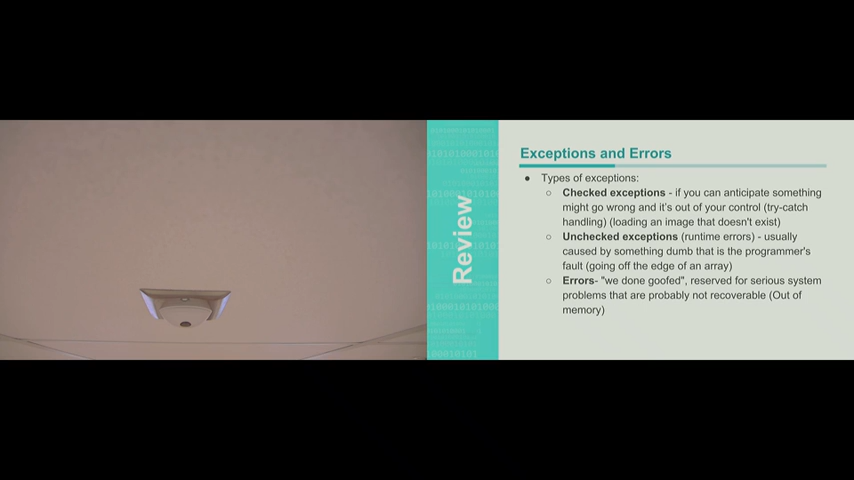 Review
Exceptions and Errors
● Types of exceptions:
○ Checked exceptions - if you can anticipate something
might go wrong and it's out of your control (try-catch
handling) (loading an image that doesn't exist)
○ Unchecked exceptions (runtime errors) - usually
caused by something dumb that is the programmer's
fault (going off the edge of an array)
○ Errors- "we done goofed", reserved for serious system
problems that are probably not recoverable (Out of
memory)